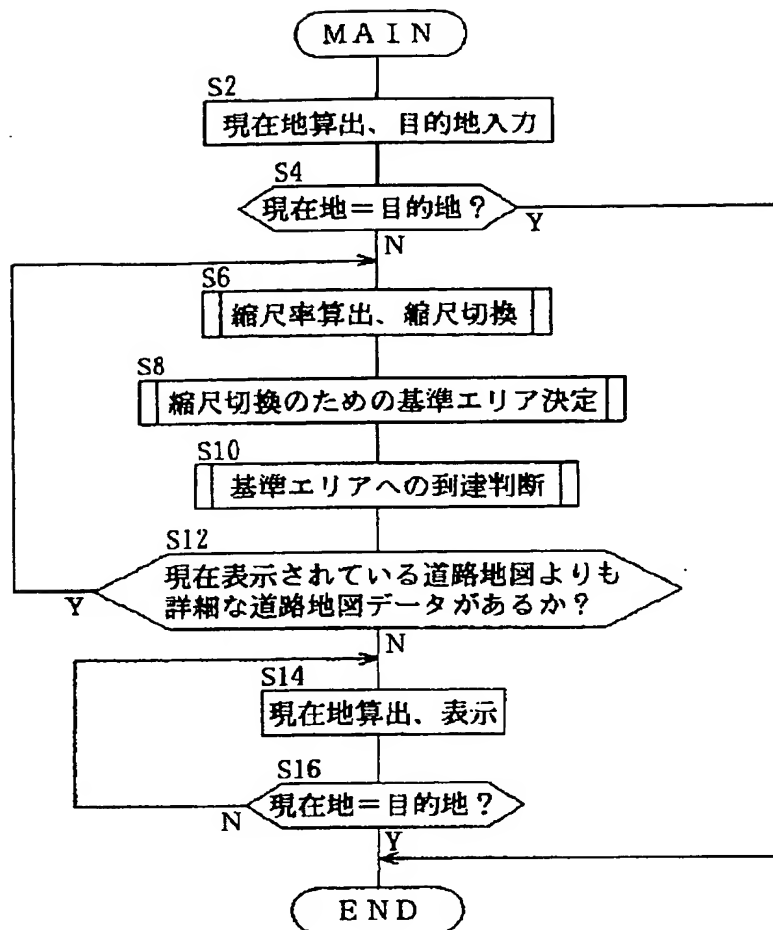 MAIN
S2
現在地算出、目的地入力
S4
現在地＝目的地？
Y
N
S6
縮尺率算出、縮尺切換
S8
縮尺切換のための基準エリア決定
S10
基準エリアへの到達判断
S12
現在表示されている道路地図よりも
詳細な道路地図データがあるか？
Y
N
S14
現在地算出、表示
S16
現在地＝目的地？
N
Y
END